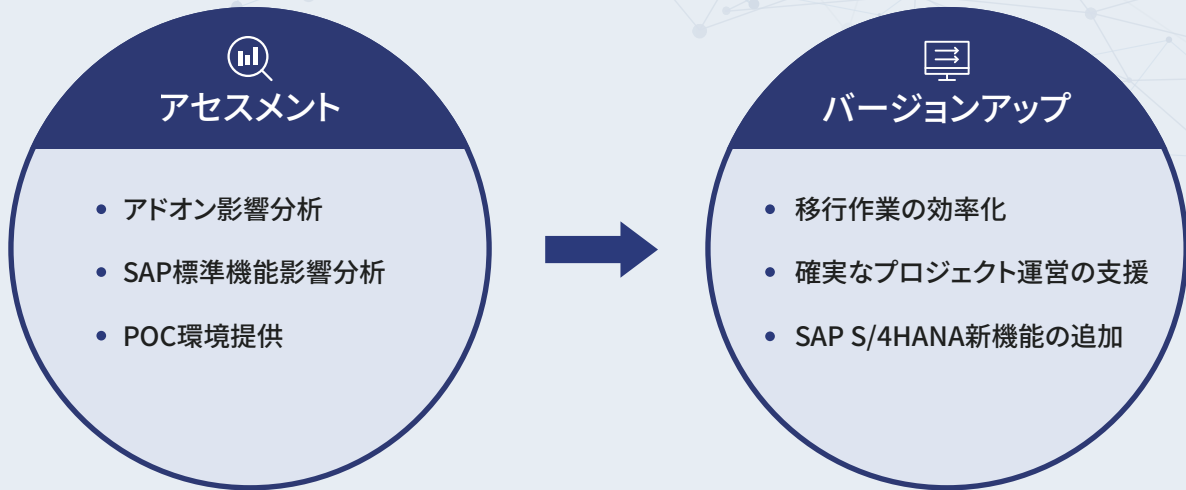 アセスメント
• アドオン影響分析
• SAP標準機能影響分析
• POC環境提供
バージョンアップ
• 移行作業の効率化
• 確実なプロジェクト運営の支援
• SAP S/4HANA新機能の追加